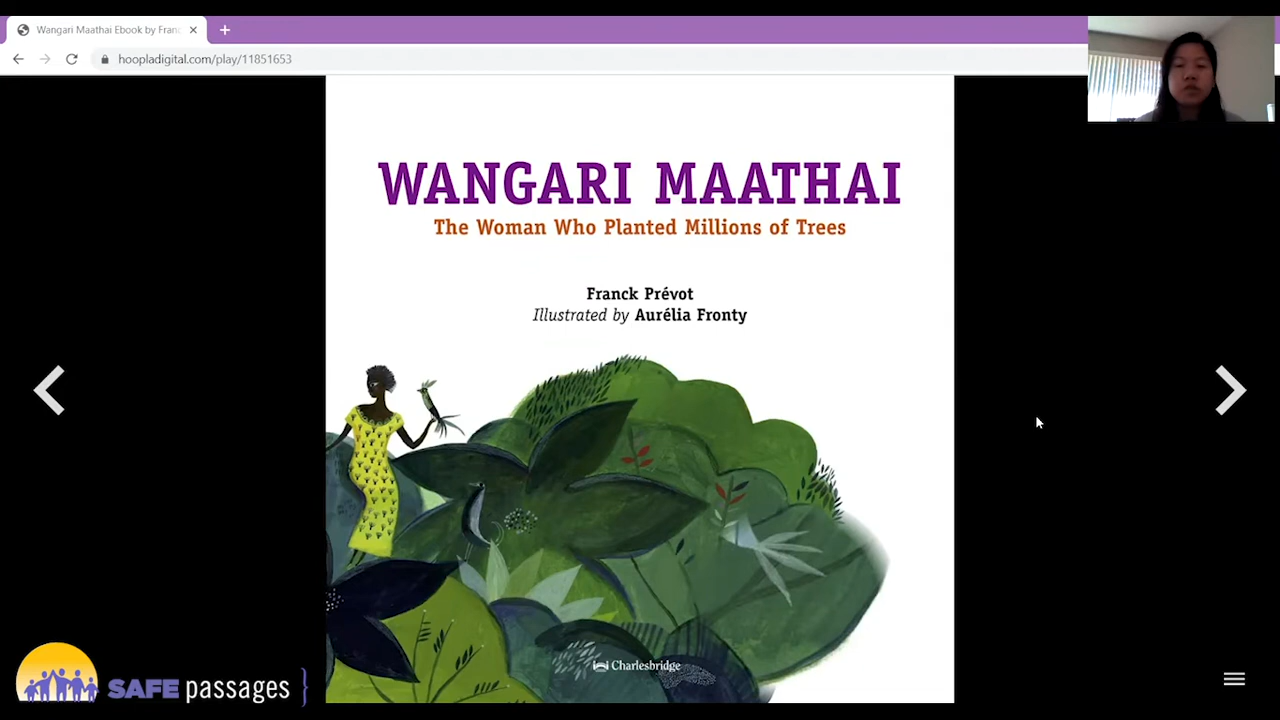 Wangari Maathai Ebook by Franc
hoopladigital.com/play/11851653
WANGARI MAATHAI
The Woman Who Planted Millions of Trees
Franck Prévot
Illustrated by Aurélia Fronty
Charlesbridge
SAFE passages